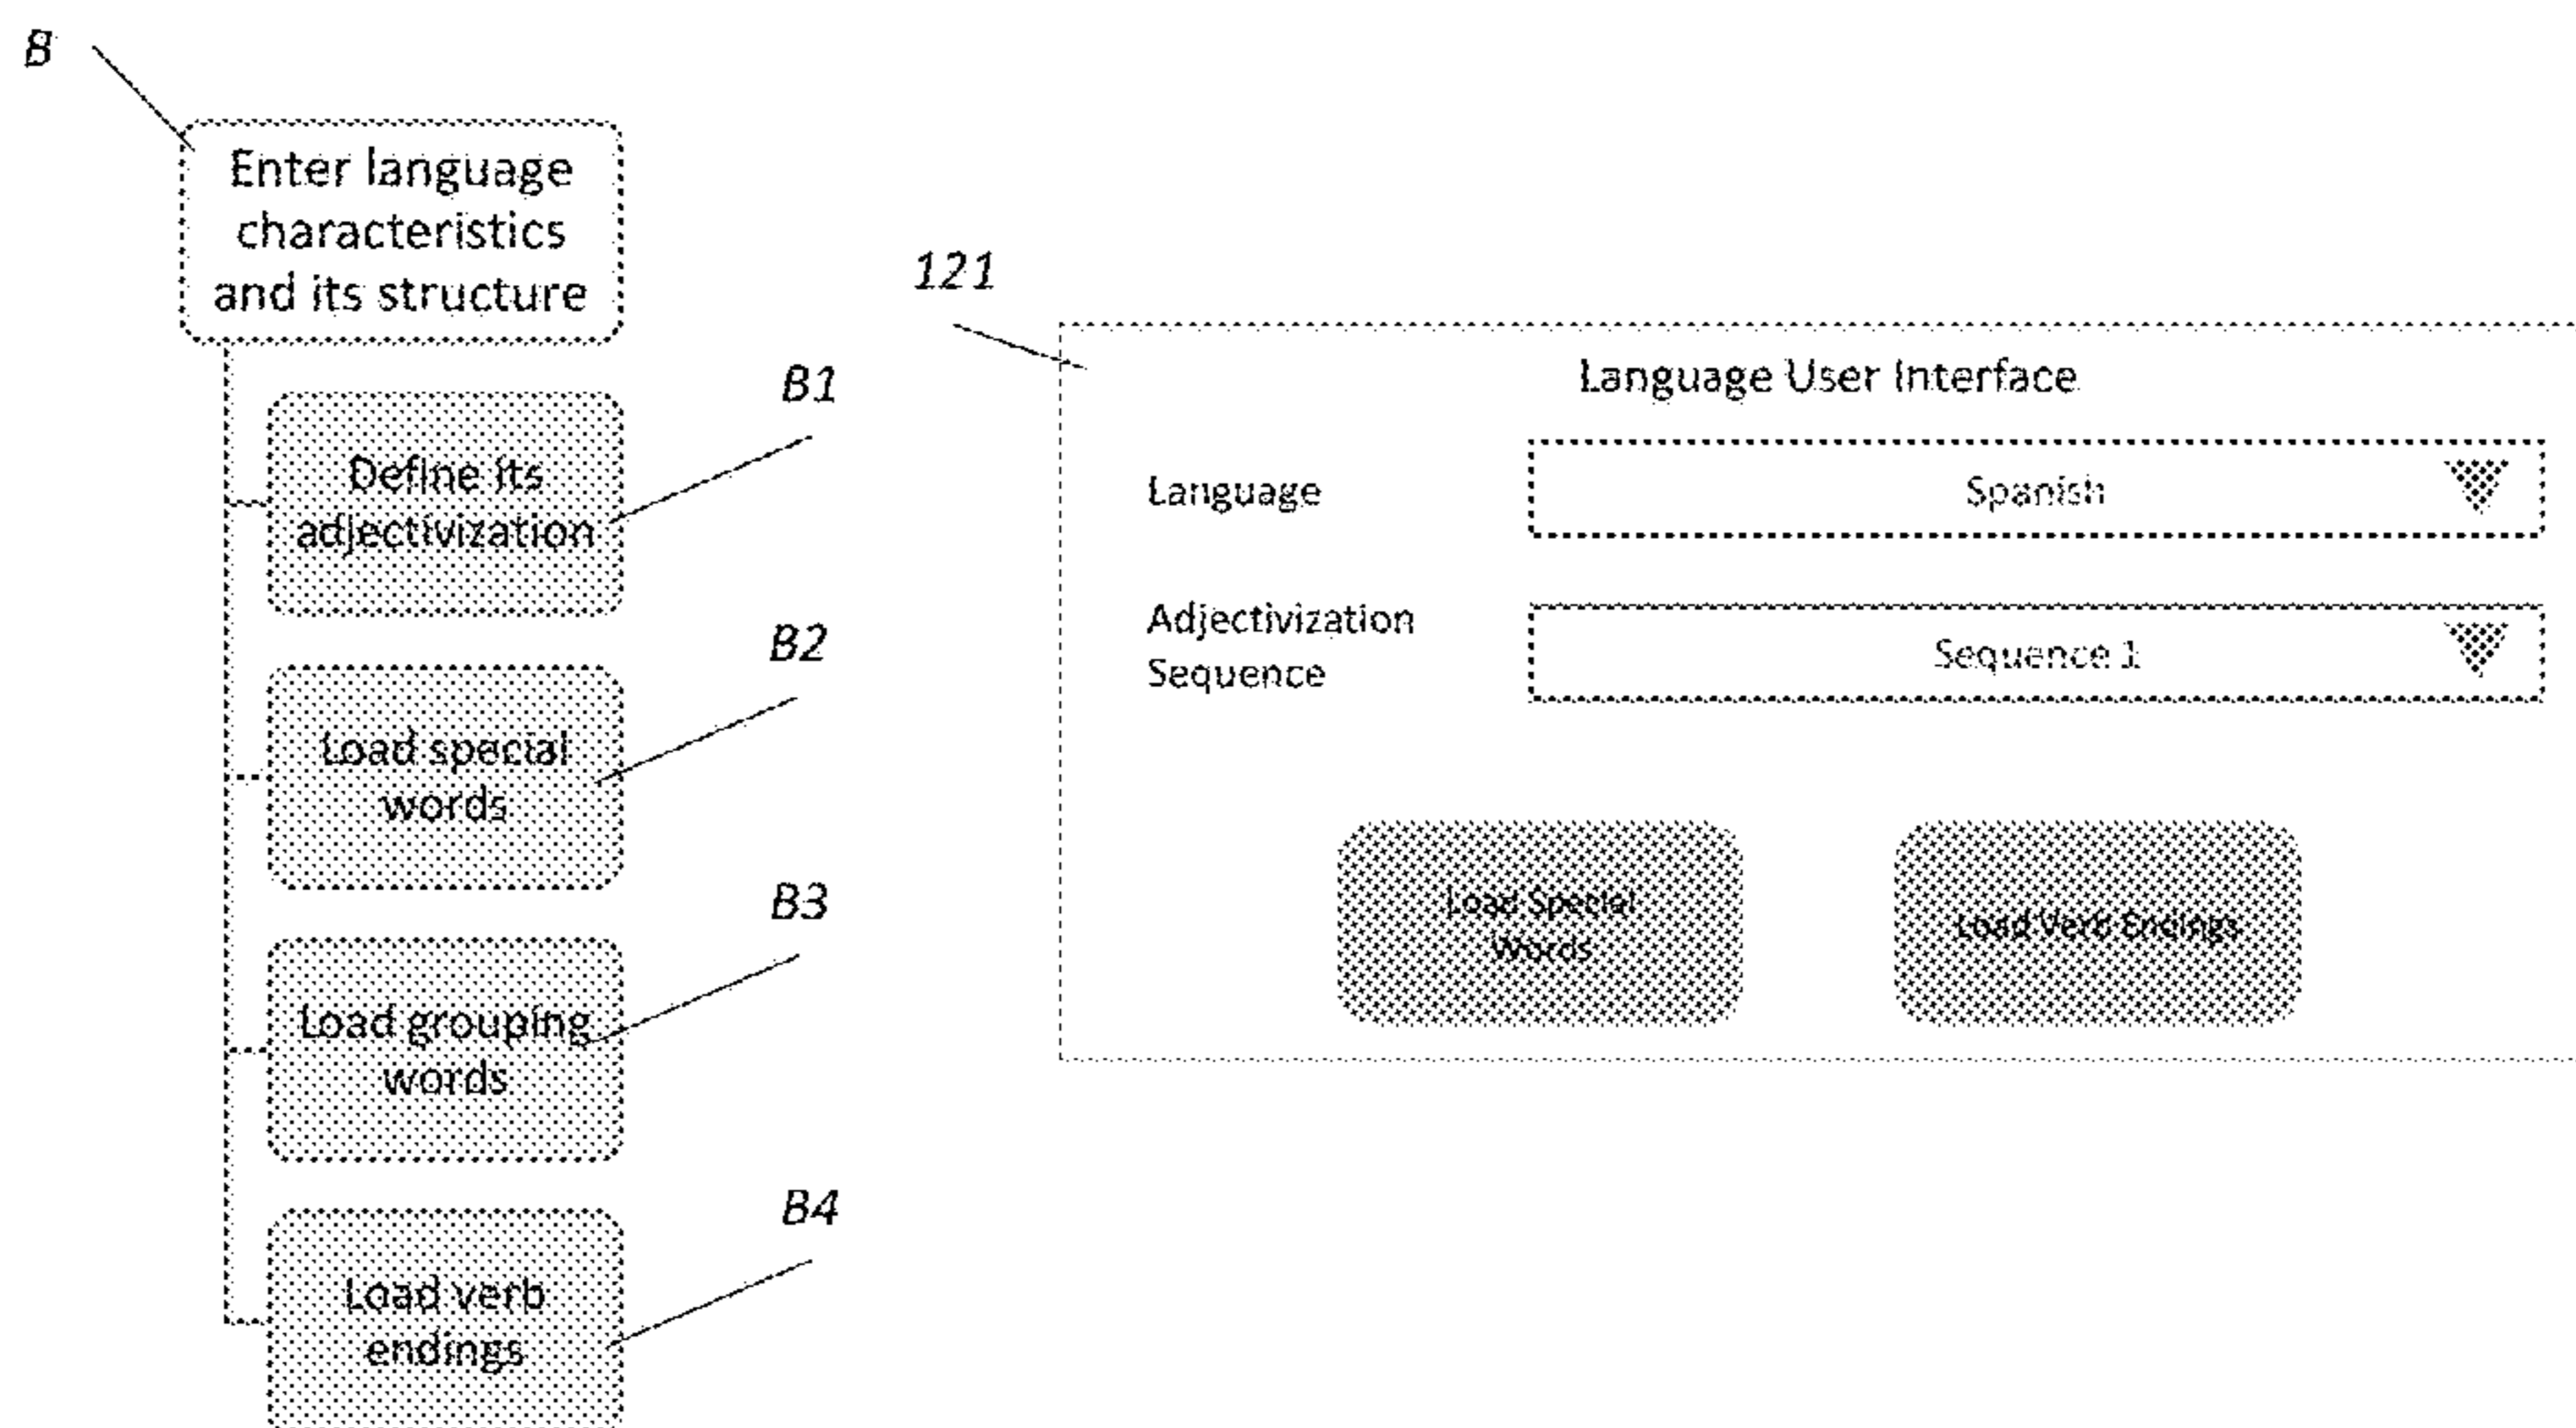 B
Enter language
characteristics
and its structure
B1
Define its
adjectivization
B2
Load special
words
B3
Load grouping
words
B4
Load verb
endings
121
Language User Interface
Language
Spanish
Adjectivization
Sequence
Sequence 1
Load Special
Words
Load Verb Endings